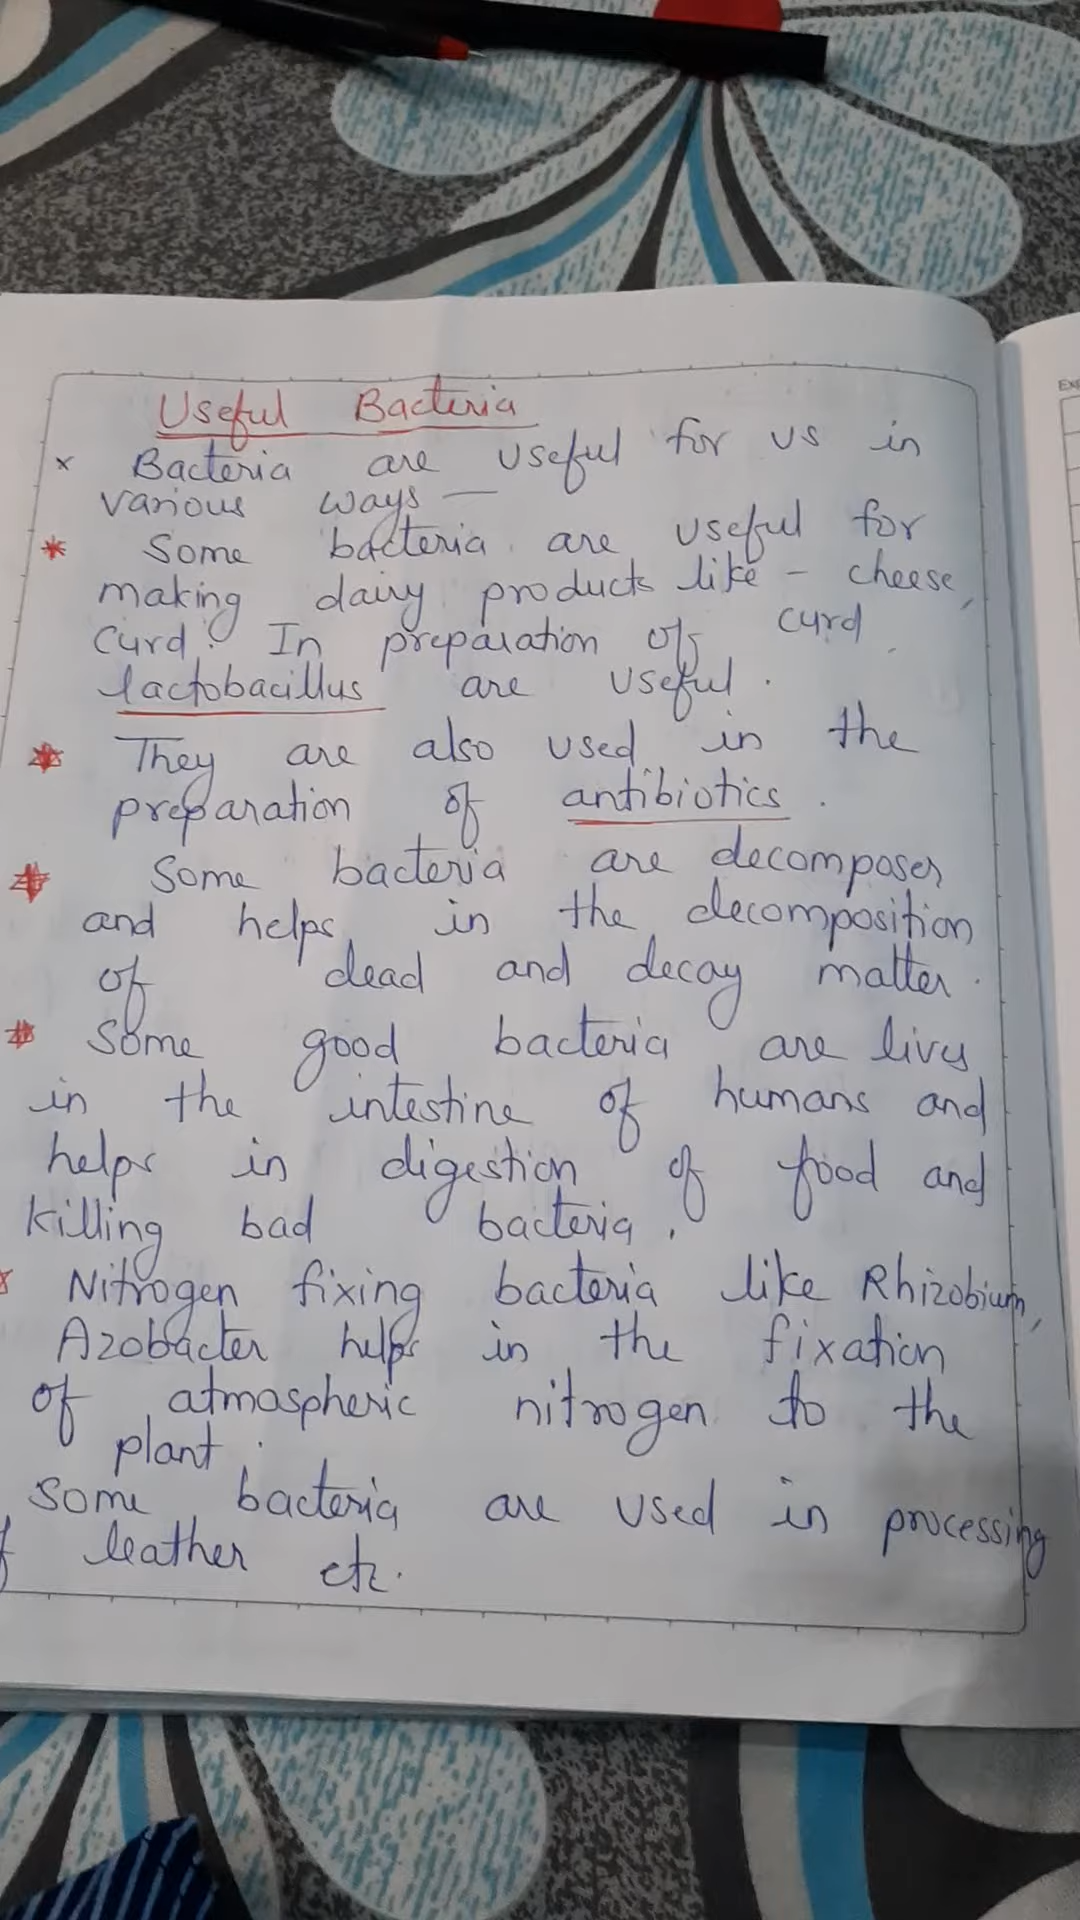 Useful Bacteria
x Bacteria are useful for us in
various ways —
* Some bacteria are useful for
making dairy products like - cheese,
curd. In preparation of curd
lactobacillus are useful.
* They are also used in the
preparation of antibiotics.
* Some bacteria are decomposer
and helps in the decomposition
of dead and decay matter.
* Some good bacteria are lives
in the intestine of humans and
helps in digestion of food and
killing bad bacteria.
x Nitrogen fixing bacteria like Rhizobium,
Azobacter helps in the fixation
of atmospheric nitrogen to the
plant.
Some bacteria are used in processing
leather etc.